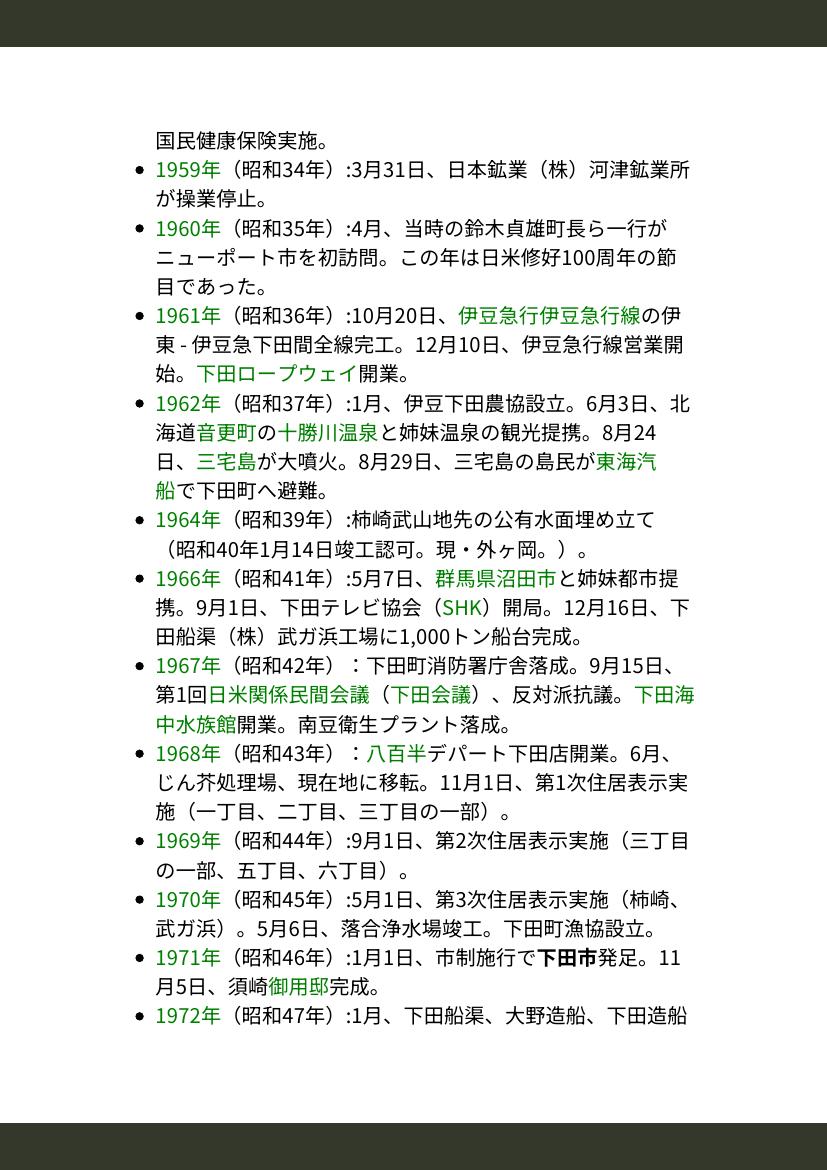 国民健康保険実施。
• 1959年（昭和34年）:3月31日、日本鉱業（株）河津鉱業所
が操業停止。
• 1960年（昭和35年）:4月、当時の鈴木貞雄町長ら一行が
ニューポート市を初訪問。この年は日米修好100周年の節
目であった。
• 1961年（昭和36年）:10月20日、伊豆急行伊豆急行線の伊
東 - 伊豆急下田間全線完工。12月10日、伊豆急行線営業開
始。下田ロープウェイ開業。
• 1962年（昭和37年）:1月、伊豆下田農協設立。6月3日、北
海道音更町の十勝川温泉と姉妹温泉の観光提携。8月24
日、三宅島が大噴火。8月29日、三宅島の島民が東海汽
船で下田町へ避難。
• 1964年（昭和39年）:柿崎武山地先の公有水面埋め立て
（昭和40年1月14日竣工認可。現・外ヶ岡。）。
• 1966年（昭和41年）:5月7日、群馬県沼田市と姉妹都市提
携。9月1日、下田テレビ協会（SHK）開局。12月16日、下
田船渠（株）武ガ浜工場に1,000トン船台完成。
• 1967年（昭和42年）：下田町消防署庁舎落成。9月15日、
第1回日米関係民間会議（下田会議）、反対派抗議。下田海
中水族館開業。南豆衛生プラント落成。
• 1968年（昭和43年）：八百半デパート下田店開業。6月、
じん芥処理場、現在地に移転。11月1日、第1次住居表示実
施（一丁目、二丁目、三丁目の一部）。
• 1969年（昭和44年）:9月1日、第2次住居表示実施（三丁目
の一部、五丁目、六丁目）。
• 1970年（昭和45年）:5月1日、第3次住居表示実施（柿崎、
武ガ浜）。5月6日、落合浄水場竣工。下田町漁協設立。
• 1971年（昭和46年）:1月1日、市制施行で下田市発足。11
月5日、須崎御用邸完成。
• 1972年（昭和47年）:1月、下田船渠、大野造船、下田造船